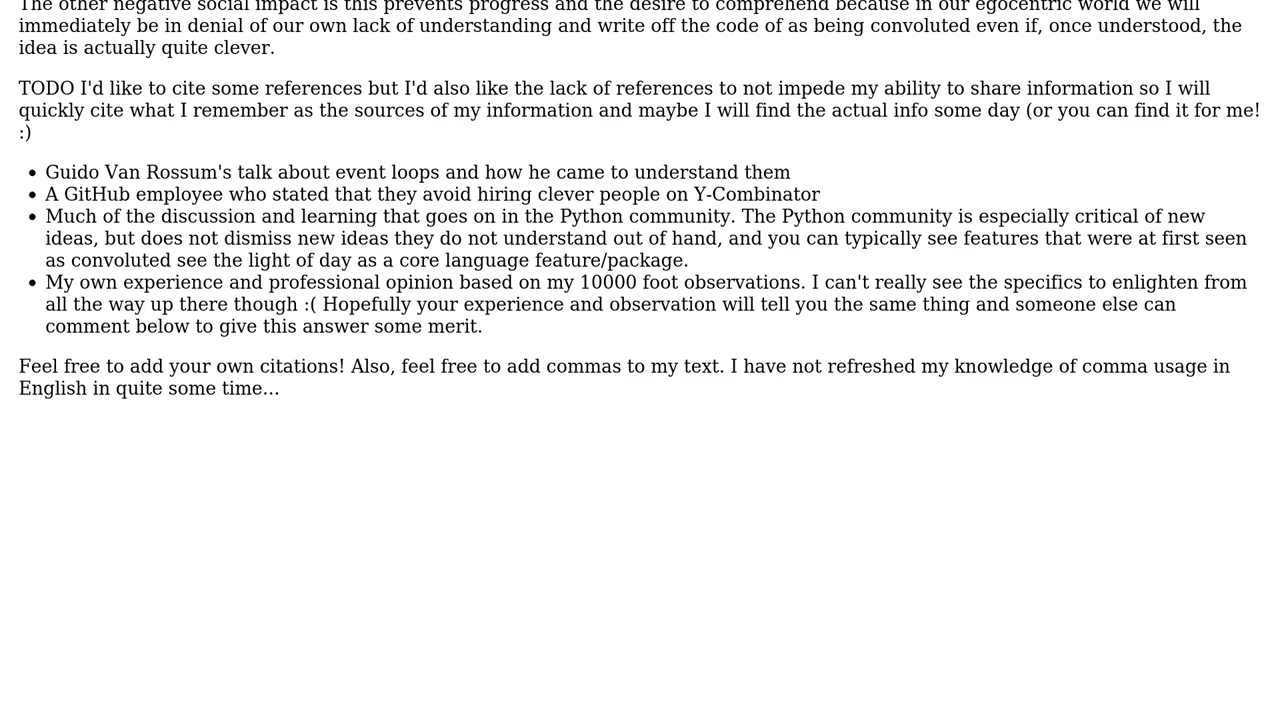 The other negative social impact is this prevents progress and the desire to comprehend because in our egocentric world we will
immediately be in denial of our own lack of understanding and write off the code of as being convoluted even if, once understood, the
idea is actually quite clever.
TODO I'd like to cite some references but I'd also like the lack of references to not impede my ability to share information so I will
quickly cite what I remember as the sources of my information and maybe I will find the actual info some day (or you can find it for me!
:)
• Guido Van Rossum's talk about event loops and how he came to understand them
• A GitHub employee who stated that they avoid hiring clever people on Y-Combinator
• Much of the discussion and learning that goes on in the Python community. The Python community is especially critical of new
ideas, but does not dismiss new ideas they do not understand out of hand, and you can typically see features that were at first seen
as convoluted see the light of day as a core language feature/package.
• My own experience and professional opinion based on my 10000 foot observations. I can't really see the specifics to enlighten from
all the way up there though :( Hopefully your experience and observation will tell you the same thing and someone else can
comment below to give this answer some merit.
Feel free to add your own citations! Also, feel free to add commas to my text. I have not refreshed my knowledge of comma usage in
English in quite some time...